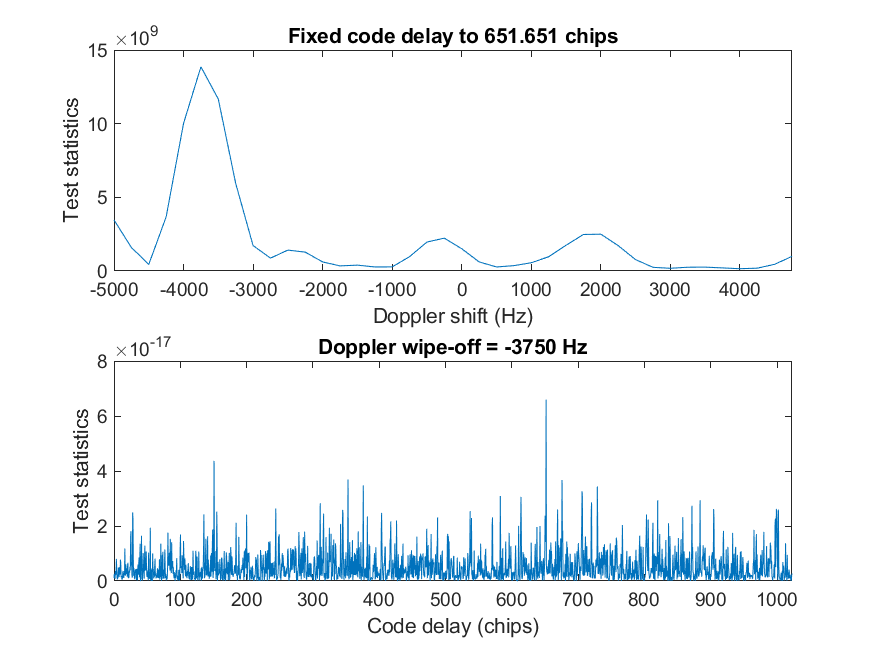 Fixed code delay to 651.651 chips
×10^9
15
10
5
0
Test statistics
-5000 -4000 -3000 -2000 -1000 0 1000 2000 3000 4000
Doppler shift (Hz)
Doppler wipe-off = -3750 Hz
×10^-17
8
6
4
2
0
Test statistics
0 100 200 300 400 500 600 700 800 900 1000
Code delay (chips)